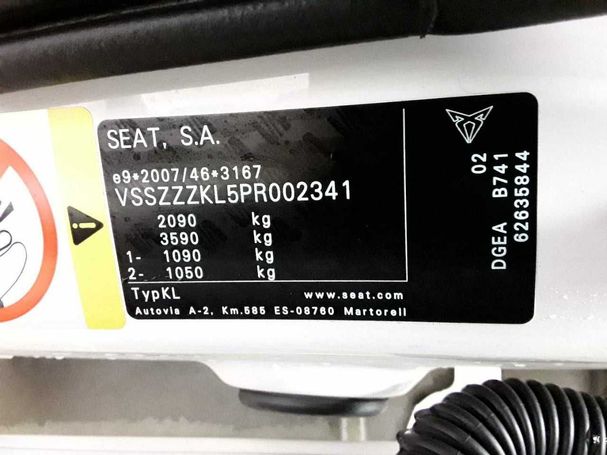 SEAT, S.A.
e9*2007/46*3167
VSSZZZKL5PR002341
2090 kg
3590 kg
1- 1090 kg
2- 1050 kg
TypKL www.seat.com
Autovia A-2, Km.585 ES-08760 Martorell
02
DGEA B741
62635844